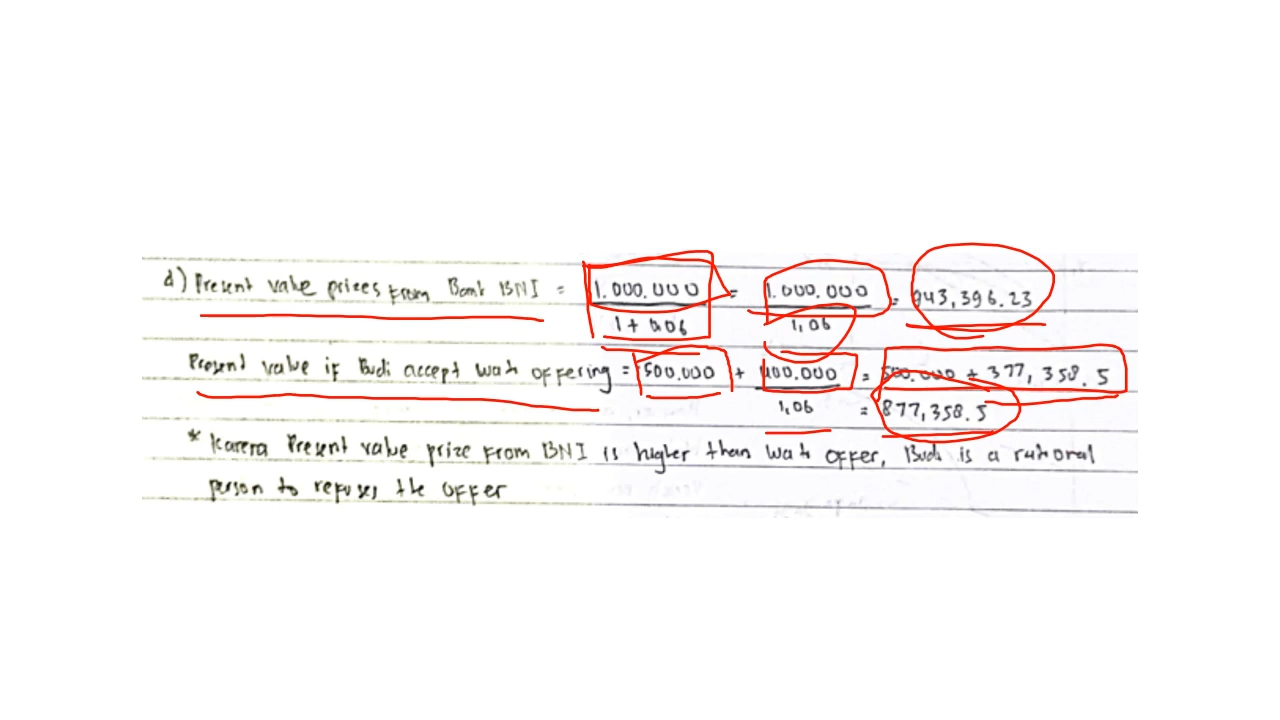 a) Present value prices from Bank BNI = 1.000.000 / 1 + 0,06 = 1.000.000 / 1,06 = 943,396.23
Present value if Budi accept wati offering = 500.000 + 400.000 / 1,06 = 500.000 + 377,358.5
= 877,358.5
* Karena Present value prize from BNI is higher than wati offer, Budi is a rational
person to refuses the offer